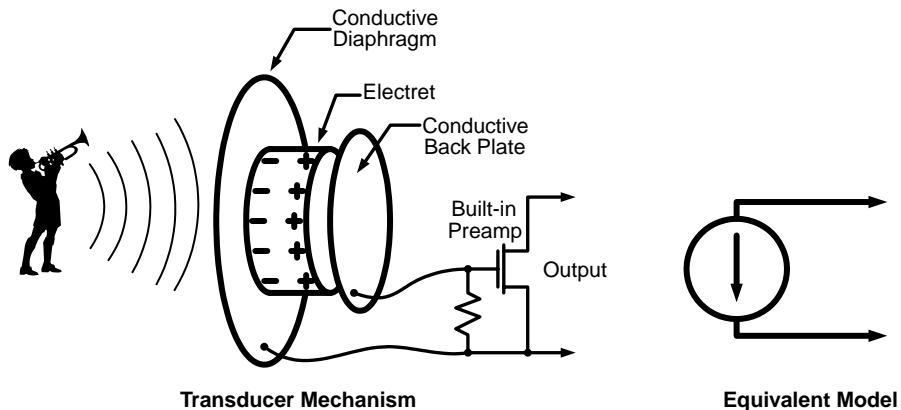 Conductive
Diaphragm
Electret
Conductive
Back Plate
Built-in
Preamp
Output
Transducer Mechanism
Equivalent Model